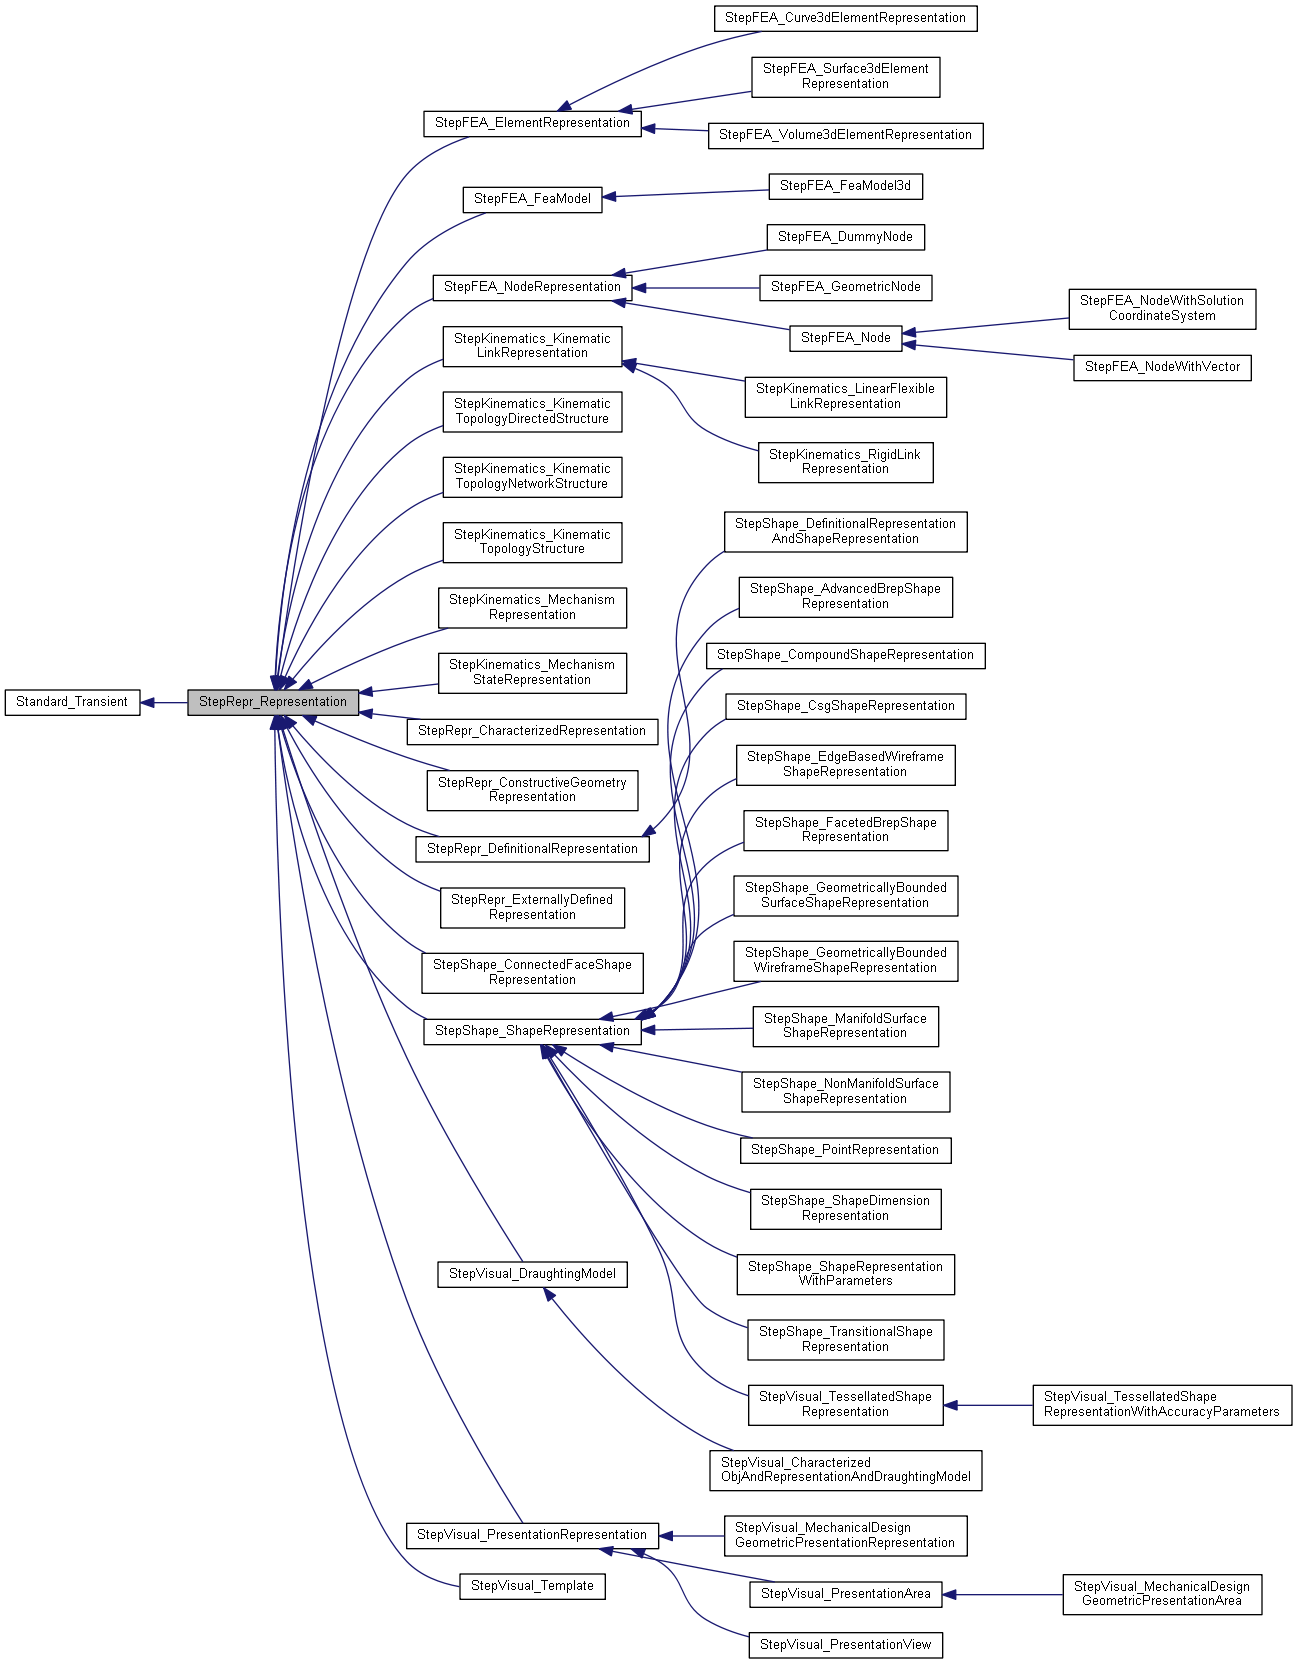 StepFEA_Curve3dElementRepresentation
StepFEA_Surface3dElement
Representation
StepFEA_ElementRepresentation
StepFEA_Volume3dElementRepresentation
StepFEA_FeaModel3d
StepFEA_FeaModel
StepFEA_DummyNode
StepFEA_NodeRepresentation
StepFEA_GeometricNode
StepFEA_NodeWithSolution
CoordinateSystem
StepFEA_Node
StepKinematics_Kinematic
LinkRepresentation
StepFEA_NodeWithVector
StepKinematics_LinearFlexible
LinkRepresentation
StepKinematics_Kinematic
TopologyDirectedStructure
StepKinematics_RigidLink
Representation
StepKinematics_Kinematic
TopologyNetworkStructure
StepShape_DefinitionalRepresentation
AndShapeRepresentation
StepKinematics_Kinematic
TopologyStructure
StepShape_AdvancedBrepShape
Representation
StepKinematics_Mechanism
Representation
StepShape_CompoundShapeRepresentation
StepKinematics_Mechanism
StateRepresentation
Standard_Transient
StepRepr_Representation
StepShape_CsgShapeRepresentation
StepRepr_CharacterizedRepresentation
StepShape_EdgeBasedWireframe
ShapeRepresentation
StepRepr_ConstructiveGeometry
Representation
StepShape_FacetedBrepShape
Representation
StepRepr_DefinitionalRepresentation
StepShape_GeometricallyBounded
SurfaceShapeRepresentation
StepRepr_ExternallyDefined
Representation
StepShape_GeometricallyBounded
WireframeShapeRepresentation
StepShape_ConnectedFaceShape
Representation
StepShape_ManifoldSurface
ShapeRepresentation
StepShape_ShapeRepresentation
StepShape_NonManifoldSurface
ShapeRepresentation
StepShape_PointRepresentation
StepShape_ShapeDimension
Representation
StepShape_ShapeRepresentation
WithParameters
StepVisual_DraughtingModel
StepShape_TransitionalShape
Representation
StepVisual_TessellatedShape
Representation
StepVisual_TessellatedShape
RepresentationWithAccuracyParameters
StepVisual_Characterized
ObjAndRepresentationAndDraughtingModel
StepVisual_PresentationRepresentation
StepVisual_MechanicalDesign
GeometricPresentationRepresentation
StepVisual_Template
StepVisual_PresentationArea
StepVisual_MechanicalDesign
GeometricPresentationArea
StepVisual_PresentationView